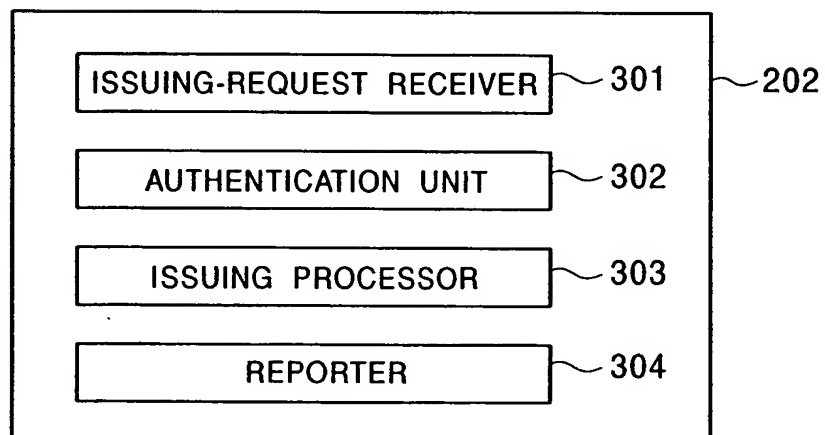 ISSUING-REQUEST RECEIVER 301 202
AUTHENTICATION UNIT 302
ISSUING PROCESSOR 303
REPORTER 304